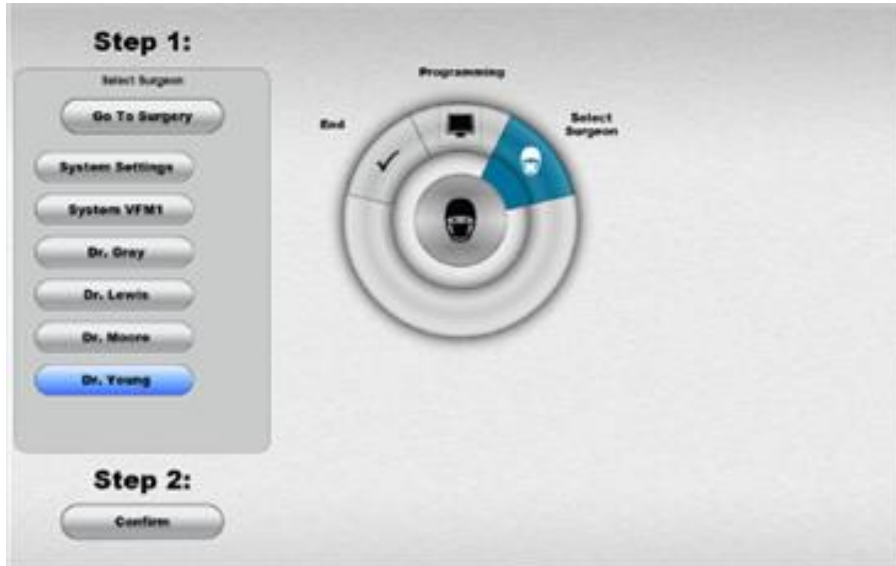 Step 1:
Select Surgeon
Go To Surgery
System Settings
System VFM1
Dr. Gray
Dr. Lewis
Dr. Moore
Dr. Young
Step 2:
Confirm
Programming
End
Select
Surgeon